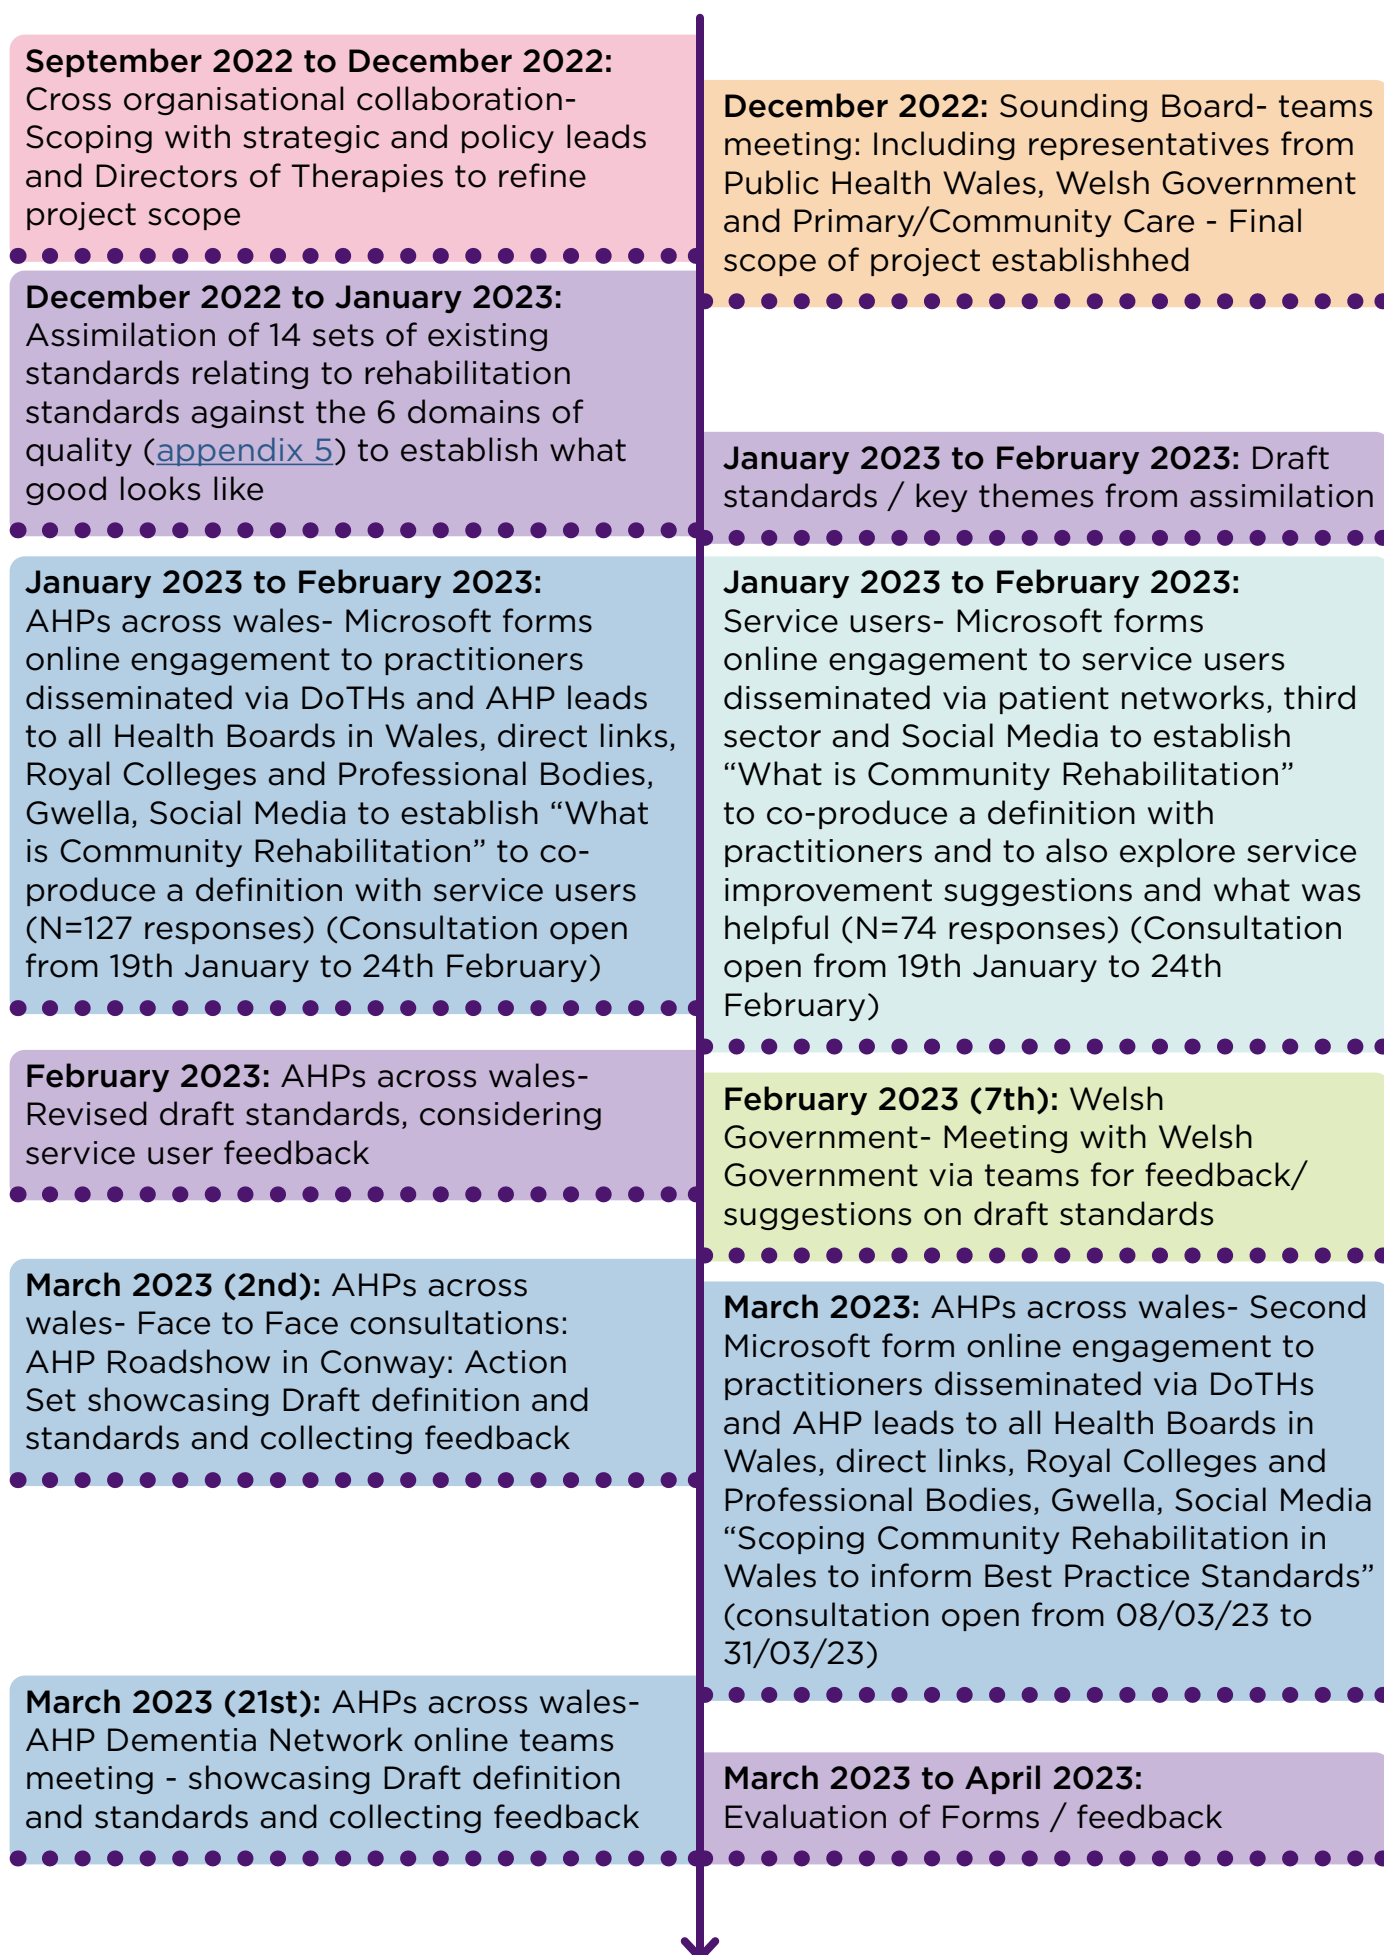 September 2022 to December 2022:
Cross organisational collaboration-
Scoping with strategic and policy leads
and Directors of Therapies to refine
project scope
December 2022: Sounding Board- teams
meeting: Including representatives from
Public Health Wales, Welsh Government
and Primary/Community Care - Final
scope of project establishhed
December 2022 to January 2023:
Assimilation of 14 sets of existing
standards relating to rehabilitation
standards against the 6 domains of
quality (appendix 5) to establish what
good looks like
January 2023 to February 2023: Draft
standards / key themes from assimilation
January 2023 to February 2023:
AHPs across wales- Microsoft forms
online engagement to practitioners
disseminated via DoTHs and AHP leads
to all Health Boards in Wales, direct links,
Royal Colleges and Professional Bodies,
Gwella, Social Media to establish “What
is Community Rehabilitation” to co-
produce a definition with service users
(N=127 responses) (Consultation open
from 19th January to 24th February)
January 2023 to February 2023:
Service users- Microsoft forms
online engagement to service users
disseminated via patient networks, third
sector and Social Media to establish
“What is Community Rehabilitation”
to co-produce a definition with
practitioners and to also explore service
improvement suggestions and what was
helpful (N=74 responses) (Consultation
open from 19th January to 24th
February)
February 2023: AHPs across wales-
Revised draft standards, considering
service user feedback
February 2023 (7th): Welsh
Government- Meeting with Welsh
Government via teams for feedback/
suggestions on draft standards
March 2023 (2nd): AHPs across
wales- Face to Face consultations:
AHP Roadshow in Conway: Action
Set showcasing Draft definition and
standards and collecting feedback
March 2023: AHPs across wales- Second
Microsoft form online engagement to
practitioners disseminated via DoTHs
and AHP leads to all Health Boards in
Wales, direct links, Royal Colleges and
Professional Bodies, Gwella, Social Media
“Scoping Community Rehabilitation in
Wales to inform Best Practice Standards”
(consultation open from 08/03/23 to
31/03/23)
March 2023 (21st): AHPs across wales-
AHP Dementia Network online teams
meeting - showcasing Draft definition
and standards and collecting feedback
March 2023 to April 2023:
Evaluation of Forms / feedback